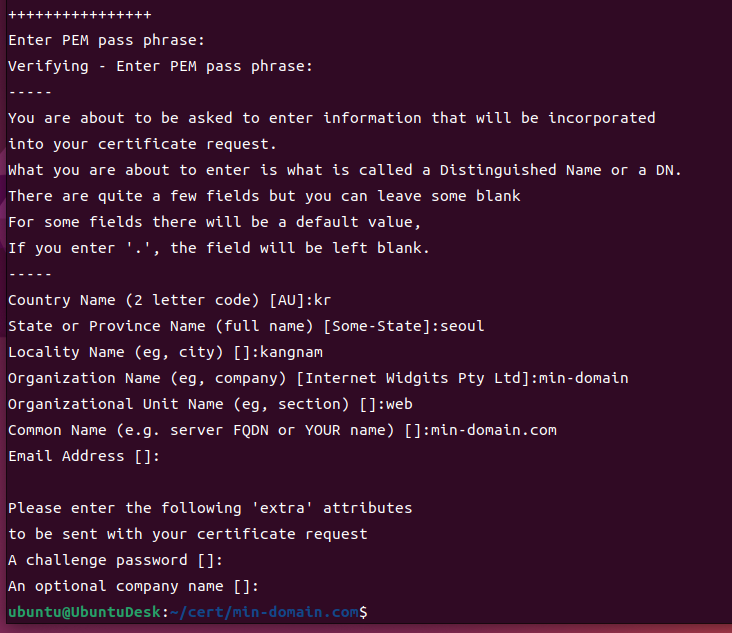 ++++++++++++++++
Enter PEM pass phrase:
Verifying - Enter PEM pass phrase:
-----
You are about to be asked to enter information that will be incorporated
into your certificate request.
What you are about to enter is what is called a Distinguished Name or a DN.
There are quite a few fields but you can leave some blank
For some fields there will be a default value,
If you enter '.', the field will be left blank.
-----
Country Name (2 letter code) [AU]:kr
State or Province Name (full name) [Some-State]:seoul
Locality Name (eg, city) []:kangnam
Organization Name (eg, company) [Internet Widgits Pty Ltd]:min-domain
Organizational Unit Name (eg, section) []:web
Common Name (e.g. server FQDN or YOUR name) []:min-domain.com
Email Address []:

Please enter the following 'extra' attributes
to be sent with your certificate request
A challenge password []:
An optional company name []:
ubuntu@UbuntuDesk:~/cert/min-domain.com$